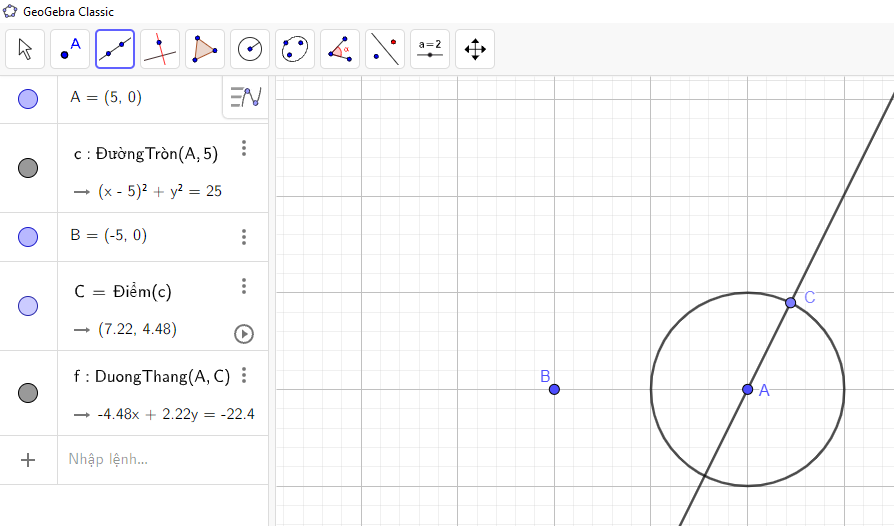 GeoGebra Classic
A
α
a=2
A = (5, 0)
c : ĐườngTròn(A, 5)
→ (x - 5)² + y² = 25
B = (-5, 0)
C = Điểm(c)
→ (7.22, 4.48)
f : DuongThang(A, C)
→ -4.48x + 2.22y = -22.4
Nhập lệnh...
C
B
A